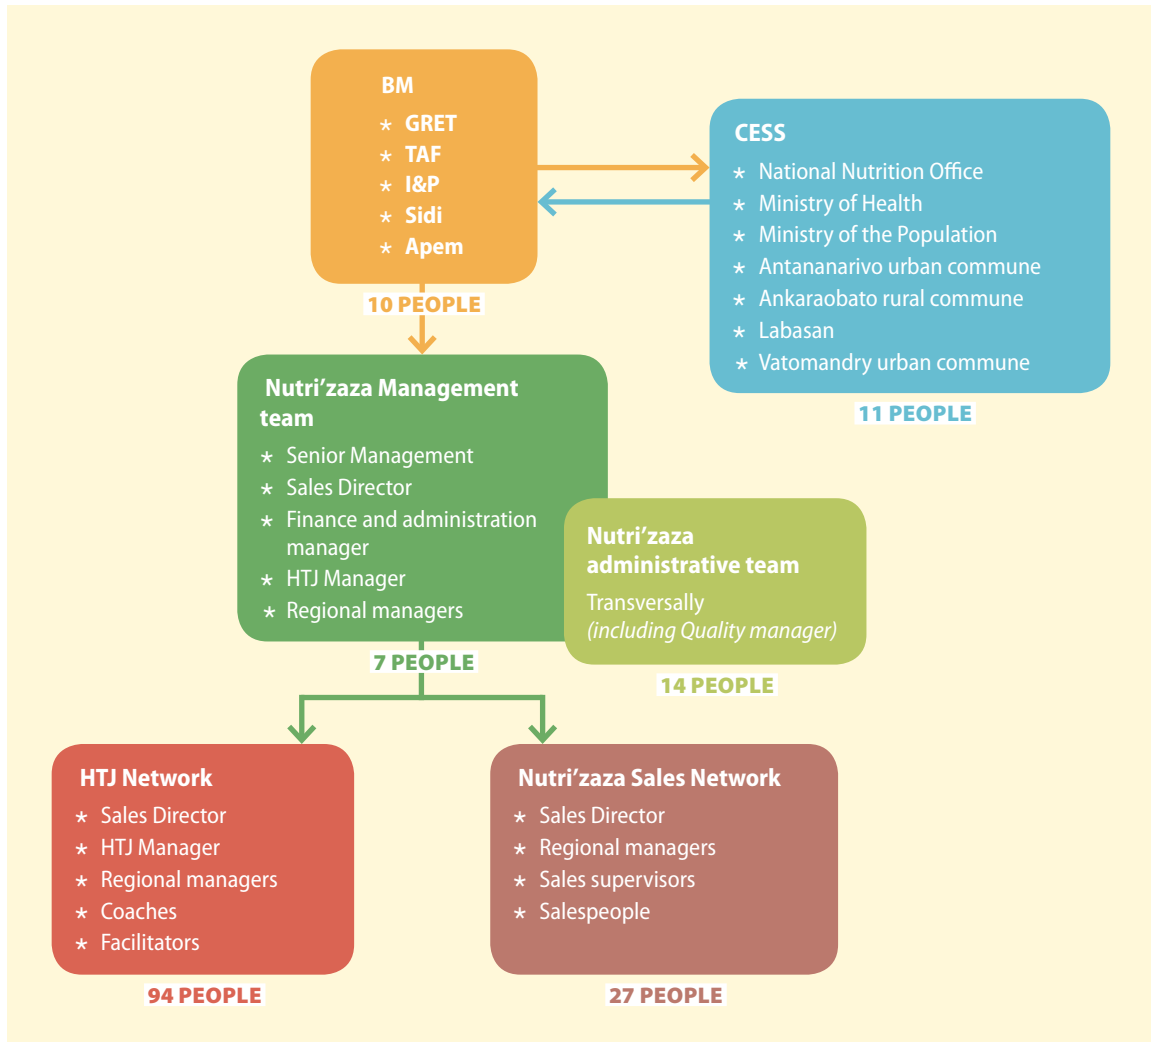 BM
* GRET
* TAF
* I&P
* Sidi
* Apem
10 PEOPLE
CESS
* National Nutrition Office
* Ministry of Health
* Ministry of the Population
* Antananarivo urban commune
* Ankaraobato rural commune
* Labasan
* Vatomandry urban commune
11 PEOPLE
Nutri’zaza Management
team
* Senior Management
* Sales Director
* Finance and administration
manager
* HTJ Manager
* Regional managers
7 PEOPLE
Nutri’zaza
administrative team
Transversally
(including Quality manager)
14 PEOPLE
HTJ Network
* Sales Director
* HTJ Manager
* Regional managers
* Coaches
* Facilitators
94 PEOPLE
Nutri’zaza Sales Network
* Sales Director
* Regional managers
* Sales supervisors
* Salespeople
27 PEOPLE